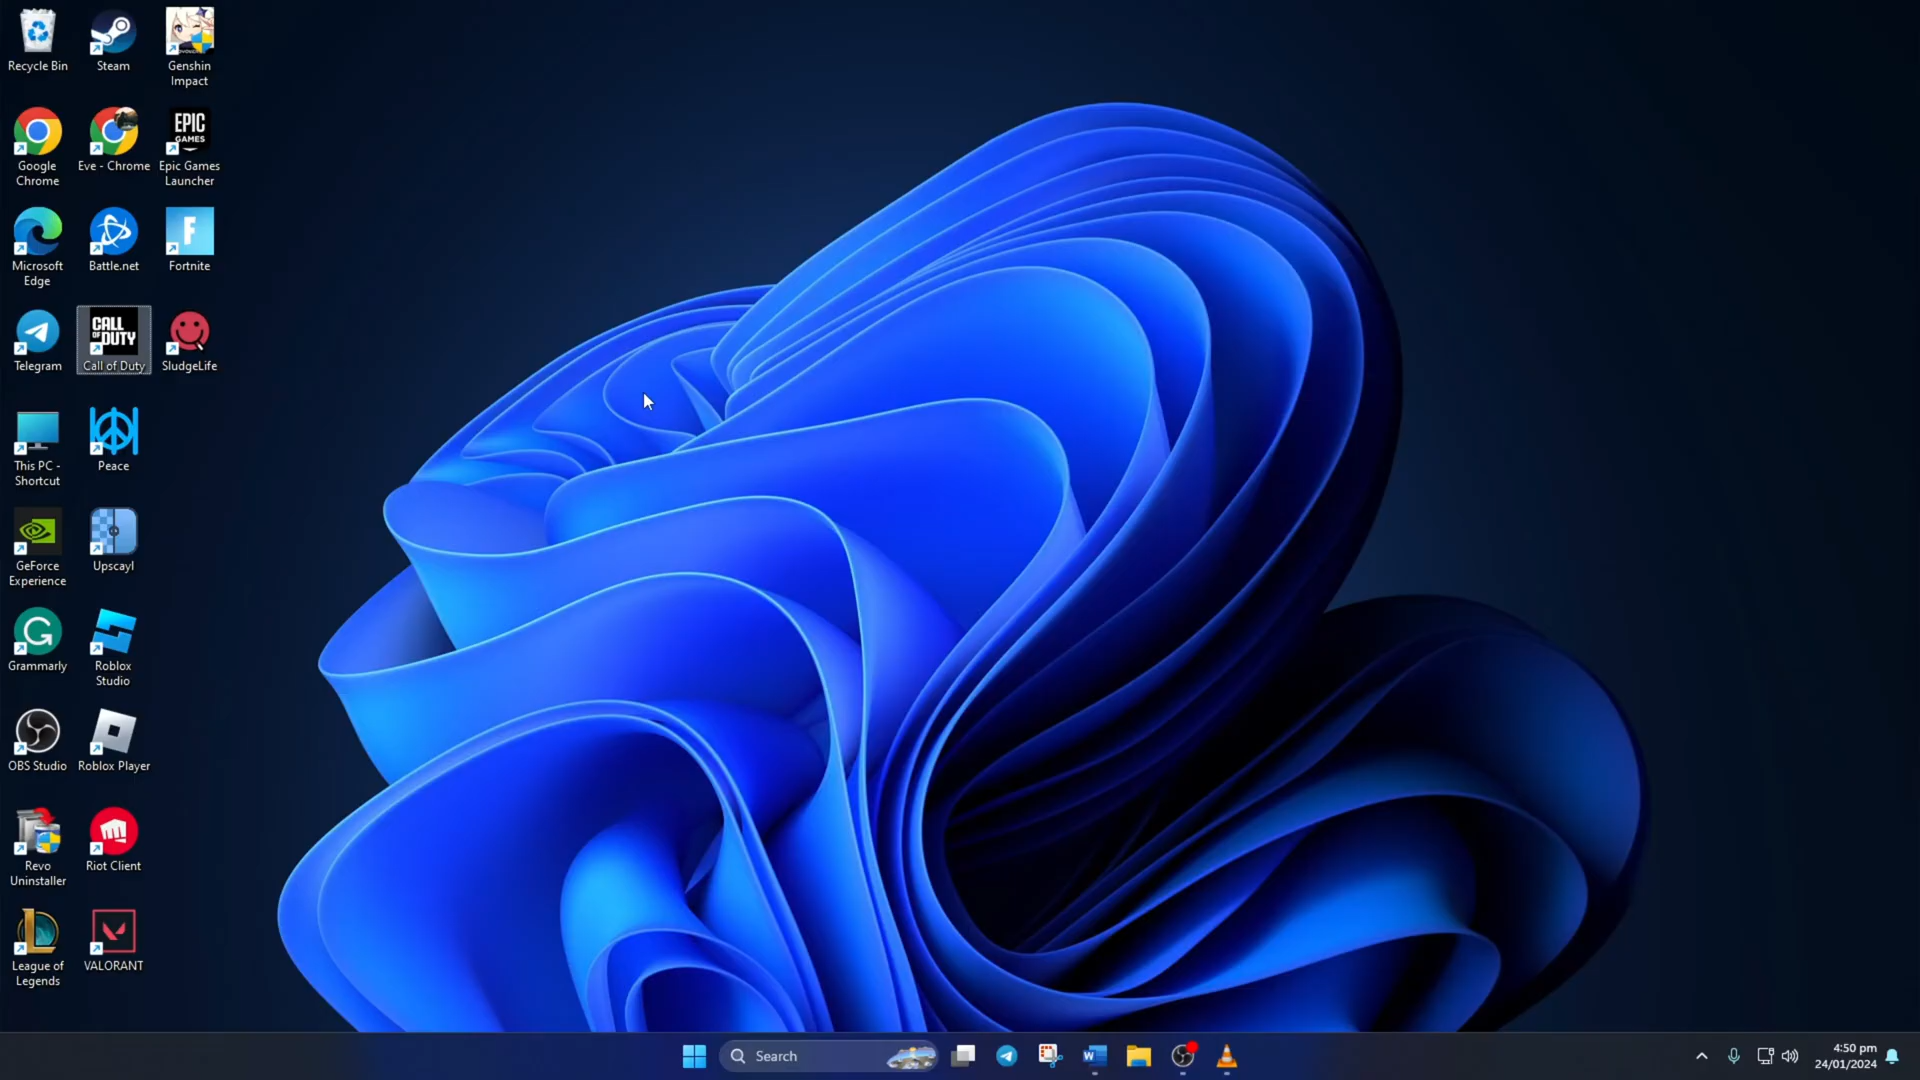 Recycle Bin
Steam
Genshin
Impact
Google
Chrome
Eve - Chrome
EPIC
GAMES
Epic Games
Launcher
Microsoft
Edge
Battle.net
F
Fortnite
Telegram
CALL
OF DUTY
Call of Duty
SludgeLife
This PC -
Shortcut
Peace
GeForce
Experience
Upscayl
G
Grammarly
Roblox
Studio
OBS Studio
Roblox Player
Revo
Uninstaller
Riot Client
L
League of
Legends
VALORANT
Search
W
4:50 pm
24/01/2024